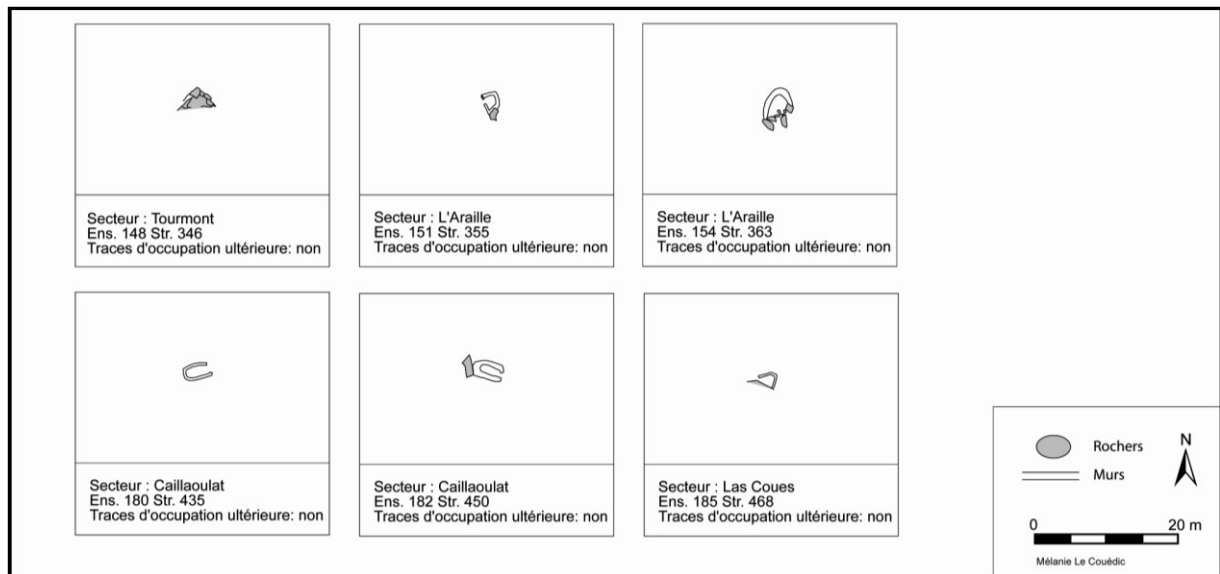 Secteur : Tourmont
Ens. 148 Str. 346
Traces d'occupation ultérieure: non
Secteur : L'Araille
Ens. 151 Str. 355
Traces d'occupation ultérieure: non
Secteur : L'Araille
Ens. 154 Str. 363
Traces d'occupation ultérieure: non
Secteur : Caillaoulat
Ens. 180 Str. 435
Traces d'occupation ultérieure: non
Secteur : Caillaoulat
Ens. 182 Str. 450
Traces d'occupation ultérieure: non
Secteur : Las Coues
Ens. 185 Str. 468
Traces d'occupation ultérieure: non
Rochers
Murs
N
0 20 m
Mélanie Le Couédic